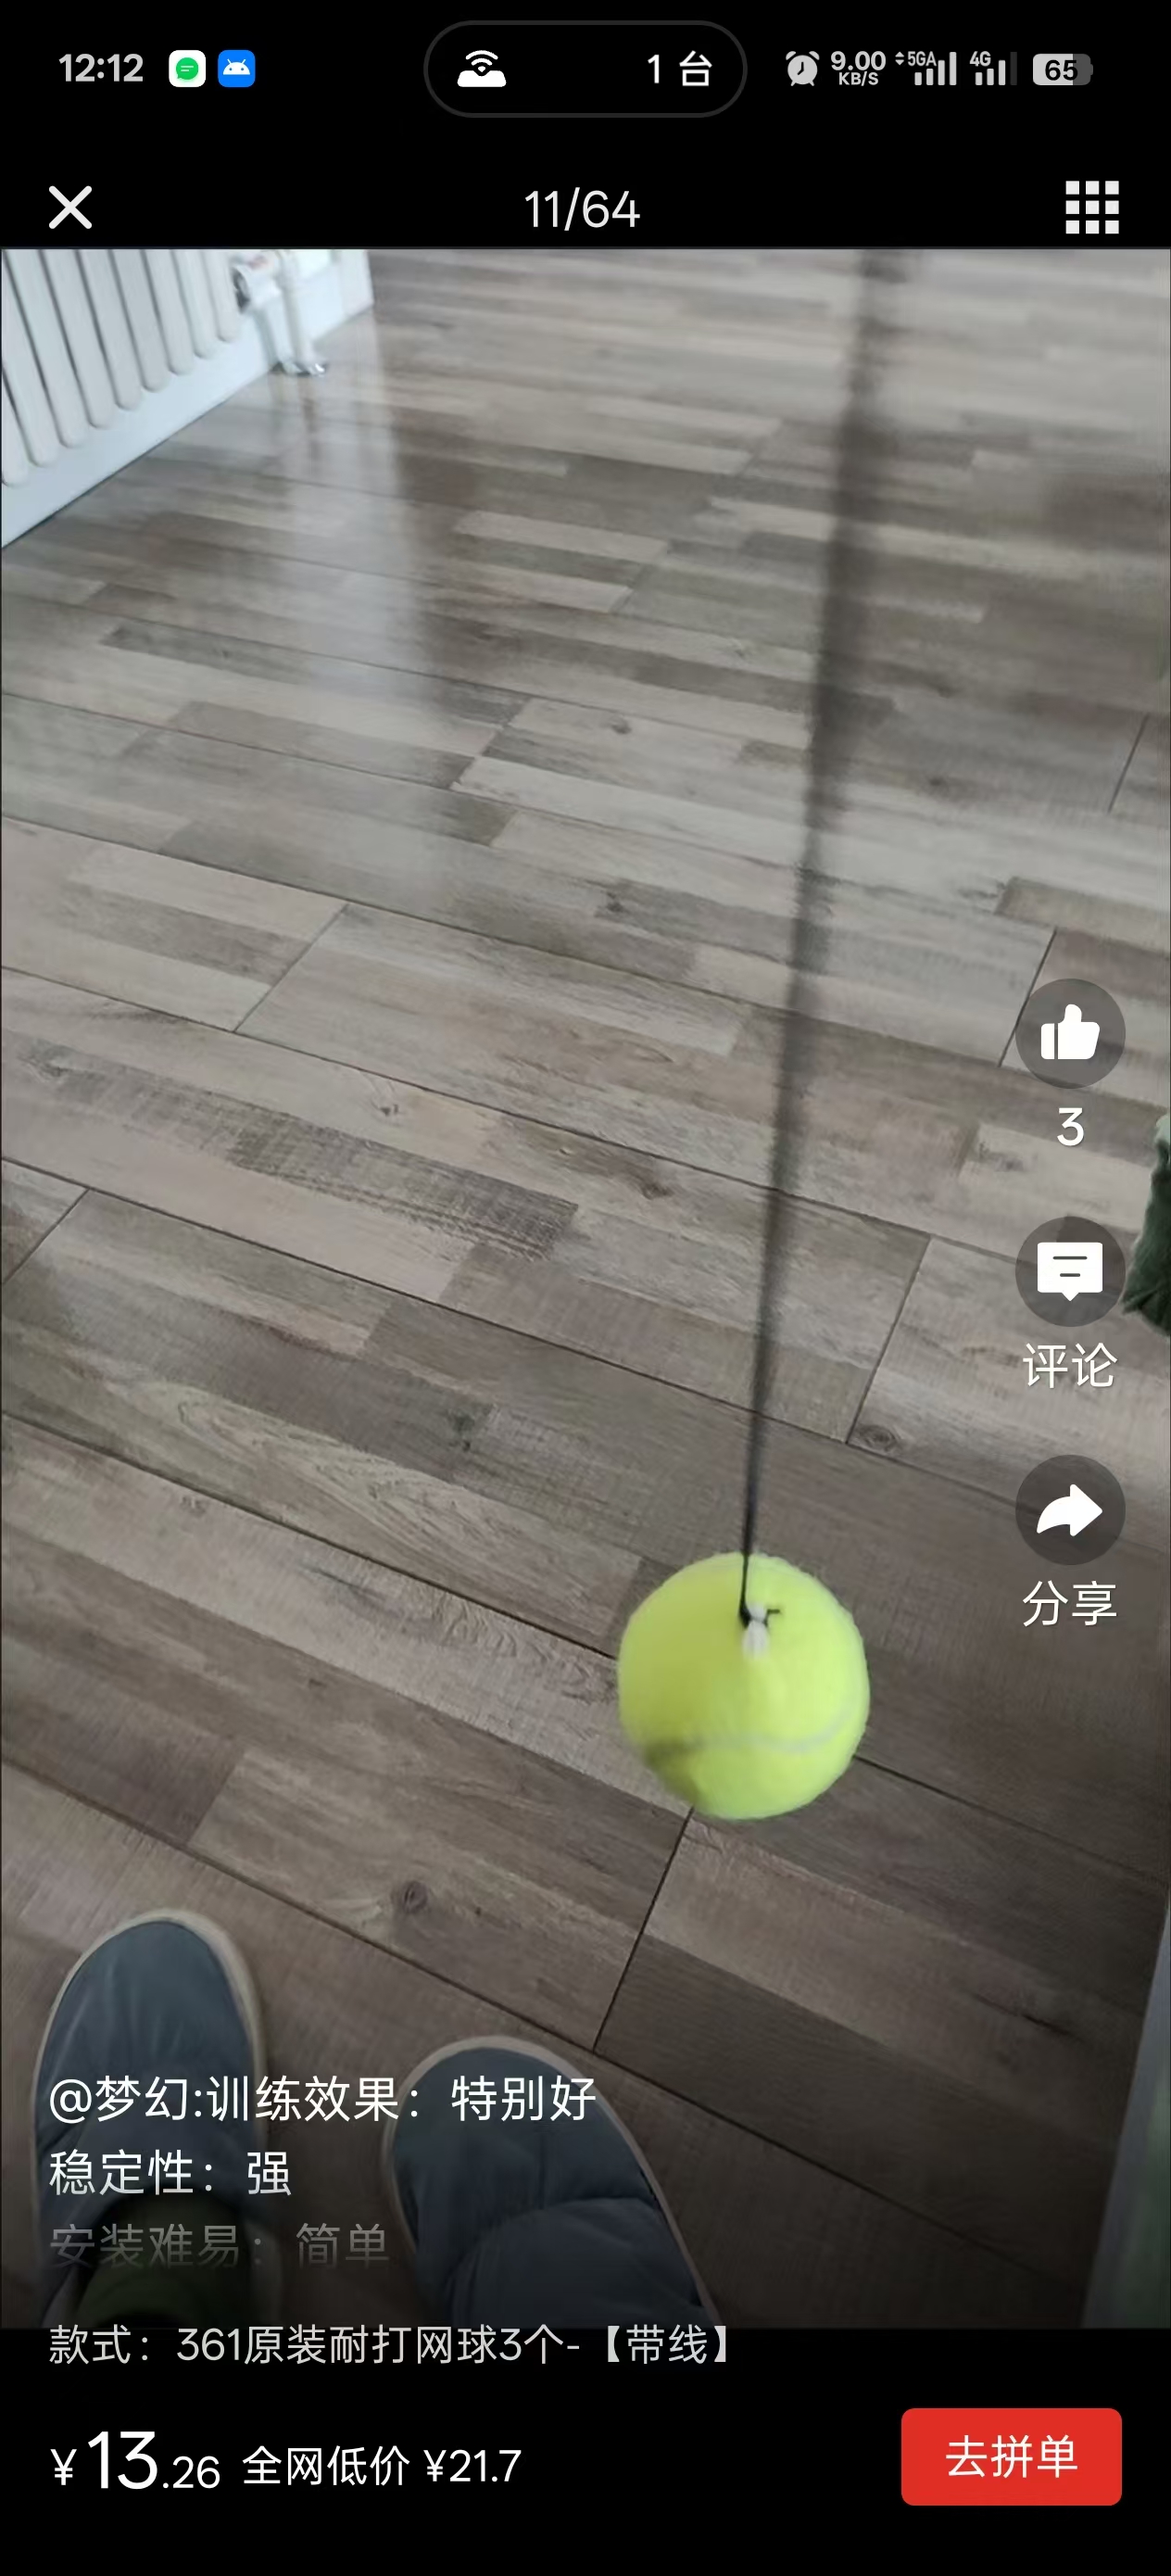 12:12
1 台
9.00
KB/S
5GA
4G
65
11/64
3
评论
分享
@梦幻:训练效果：特别好
稳定性：强
安装难易：简单
款式：361原装耐打网球3个-【带线】
¥13.26 全网低价 ¥21.7
去拼单